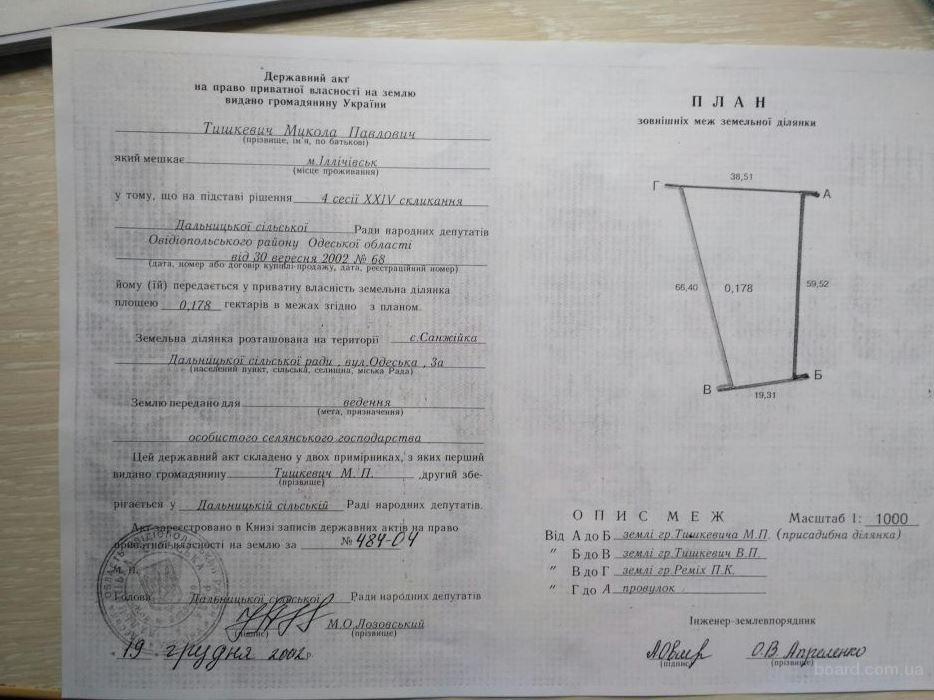 Державний акт
на право приватної власності на землю
видано громадянину України
Тишкевич Микола Павлович
(прізвище, ім'я, по батькові)
який мешкає м.Іллічівськ
(місце проживання)
у тому, що на підставі рішення 4 сесії XXIV скликання
Дальницької сільської Ради народних депутатів
Овідіопольського району Одеської області
від 30 вересня 2002 № 68
(дата, номер або договір купівлі-продажу, дата, реєстраційний номер)
йому (їй) передається у приватну власність земельна ділянка
площею 0,178 гектарів в межах згідно з планом.
Земельна ділянка розташована на території с.Санжійка
Дальницької сільської ради , вул.Одеська , 3а
(населений пункт, сільська, селищна, міська Рада)
Землю передано для ведення
(мета, призначення)
особистого селянського господарства
Цей державний акт складено у двох примірниках, з яких перший
видано громадянину Тишкевич М. П. ,другий збе-
(прізвище)
рігається у Дальницькій сільській Раді народних депутатів.
Акт зареєстровано в Книзі записів державних актів на право
приватної власності на землю за № 484-04
М. П.
Голова Дальницької сільської Ради народних депутатів
М.О.Лозовський
(підпис) (прізвище)
19 грудня 2002 р.
ПЛАН
зовнішніх меж земельної ділянки
Г 38,51 А
66,40 0,178 59,52
В 19,31 Б
ОПИС МЕЖ Масштаб 1: 1000
Від А до Б землі гр.Тишкевича М.П. (присадибна ділянка)
" Б до В землі гр.Тишкевич В.П.
" В до Г землі гр.Реміх П.К.
" Г до А провулок
Інженер-землевпорядник
О.В. Апреленко
(підпис) (прізвище)
board.com.ua